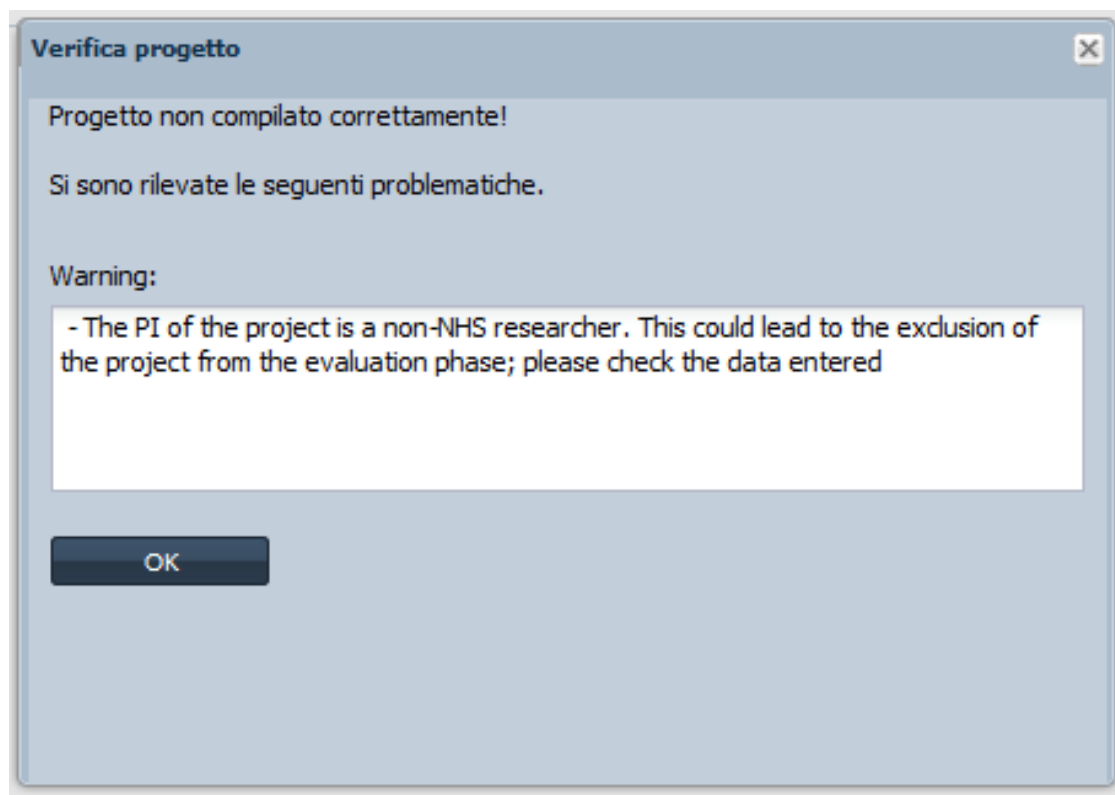 Verifica progetto
Progetto non compilato correttamente!
Si sono rilevate le seguenti problematiche.
Warning:
- The PI of the project is a non-NHS researcher. This could lead to the exclusion of
the project from the evaluation phase; please check the data entered
OK